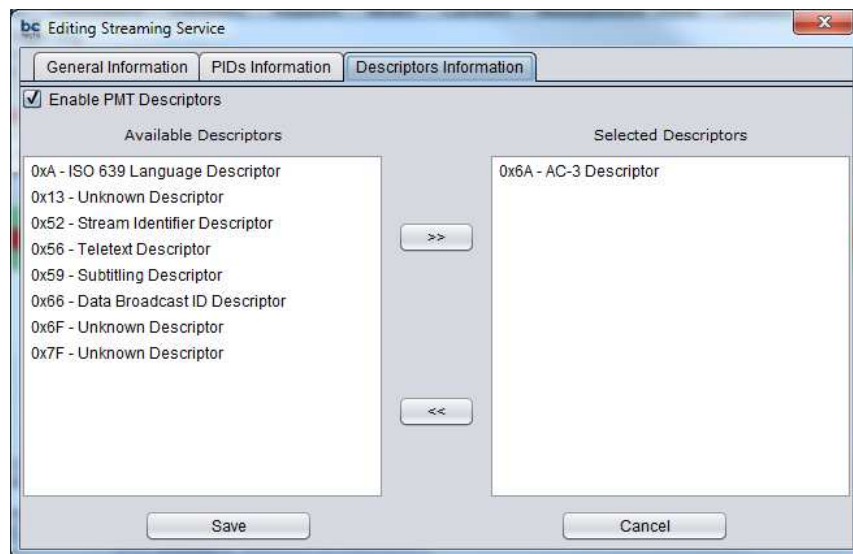 bc Editing Streaming Service
General Information PIDs Information Descriptors Information
Enable PMT Descriptors
Available Descriptors Selected Descriptors
0xA - ISO 639 Language Descriptor
0x13 - Unknown Descriptor
0x52 - Stream Identifier Descriptor
0x56 - Teletext Descriptor
0x59 - Subtitling Descriptor
0x66 - Data Broadcast ID Descriptor
0x6F - Unknown Descriptor
0x7F - Unknown Descriptor
>>
<<
0x6A - AC-3 Descriptor
Save Cancel